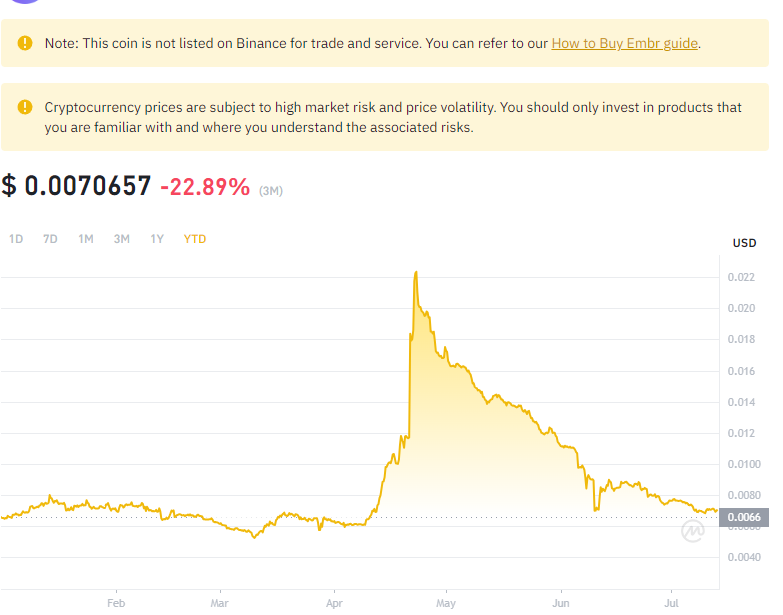 Note: This coin is not listed on Binance for trade and service. You can refer to our How to Buy Embr guide.
Cryptocurrency prices are subject to high market risk and price volatility. You should only invest in products that
you are familiar with and where you understand the associated risks.
$ 0.0070657 -22.89% (3M)
1D 7D 1M 3M 1Y YTD
USD
0.022
0.020
0.018
0.016
0.014
0.012
0.0100
0.0080
0.0066
0.0040
Feb Mar Apr May Jun Jul